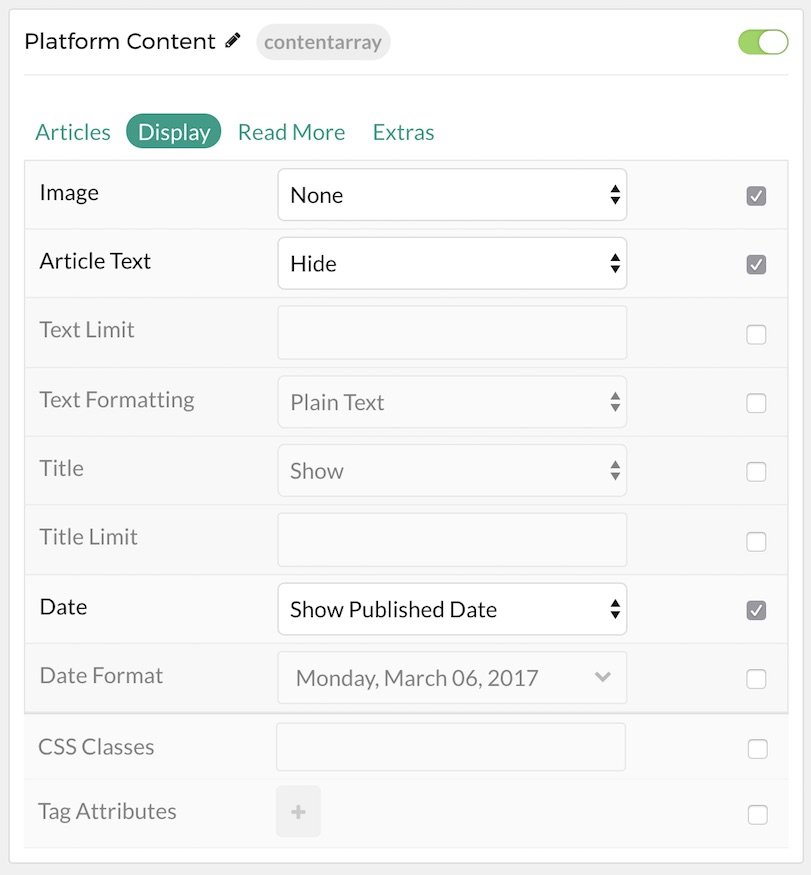 Platform Content contentarray
Articles Display Read More Extras
Image None
Article Text Hide
Text Limit
Text Formatting Plain Text
Title Show
Title Limit
Date Show Published Date
Date Format Monday, March 06, 2017
CSS Classes
Tag Attributes +